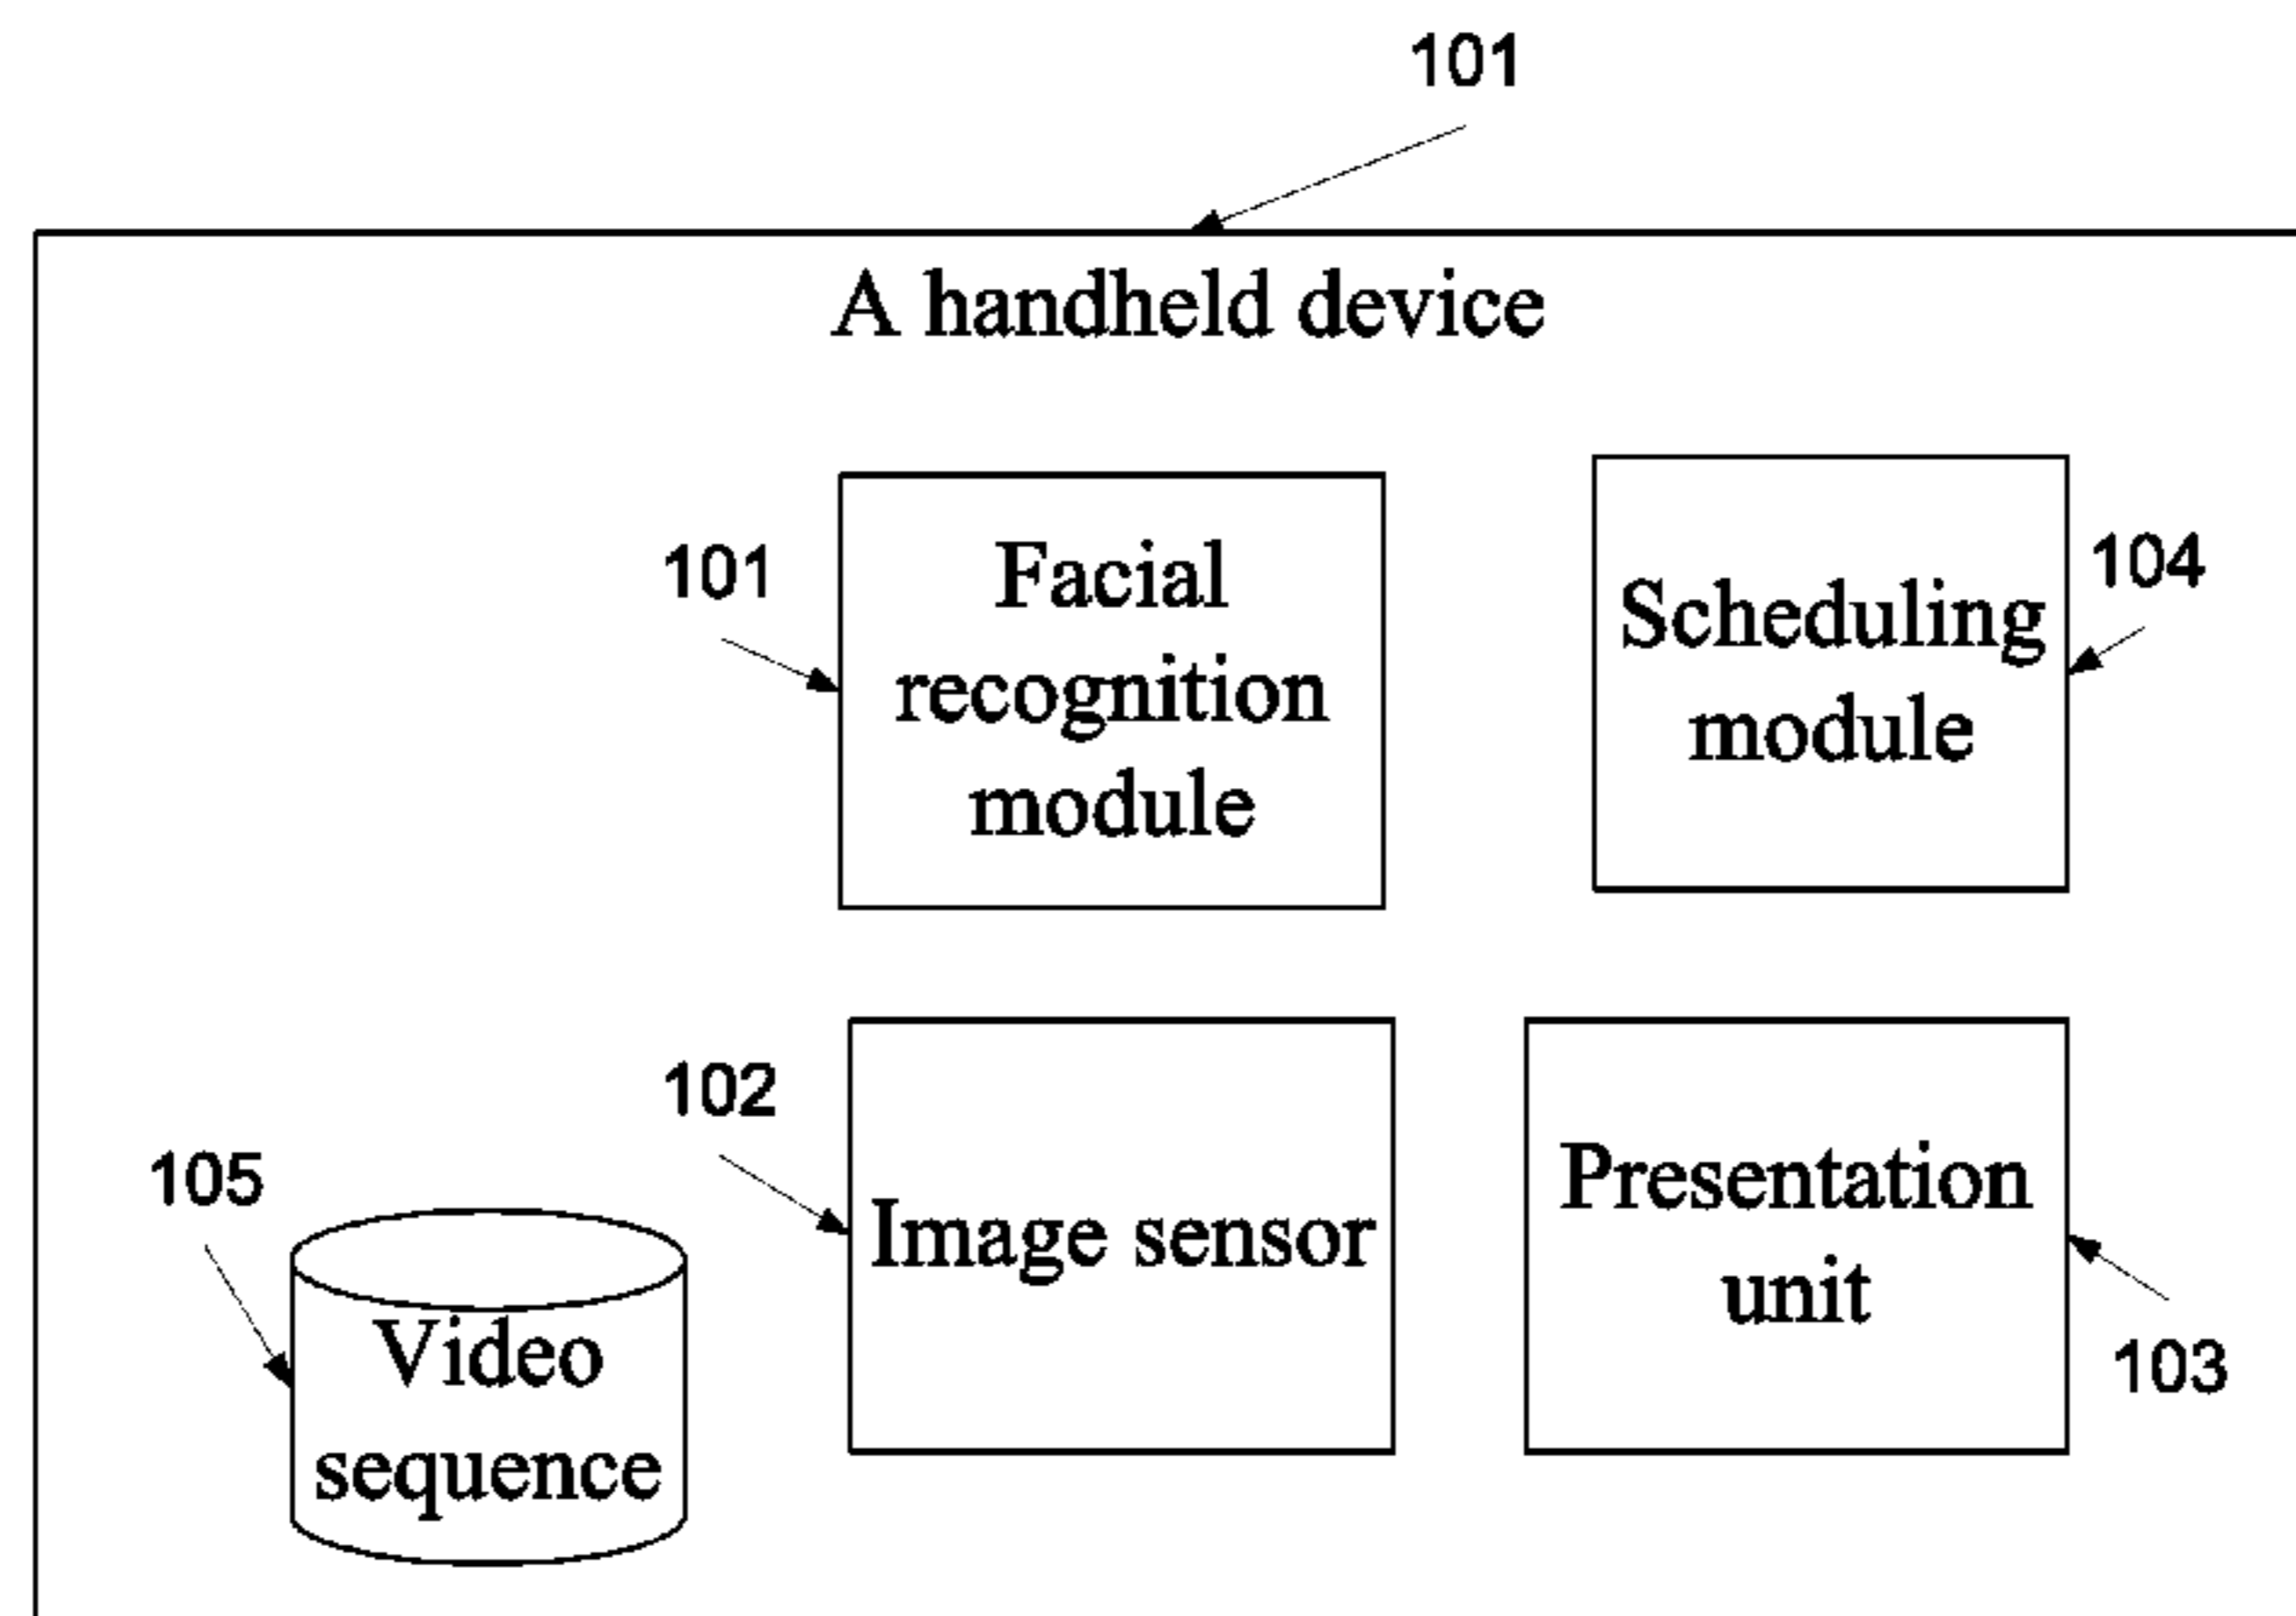 101
A handheld device
101
Facial
recognition
module
Scheduling
module
104
105
Video
sequence
102
Image sensor
Presentation
unit
103